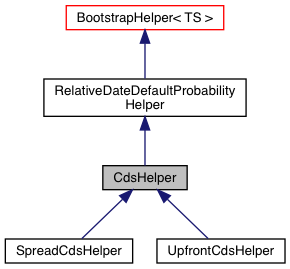 BootstrapHelper< TS >
RelativeDateDefaultProbability
Helper
CdsHelper
SpreadCdsHelper
UpfrontCdsHelper